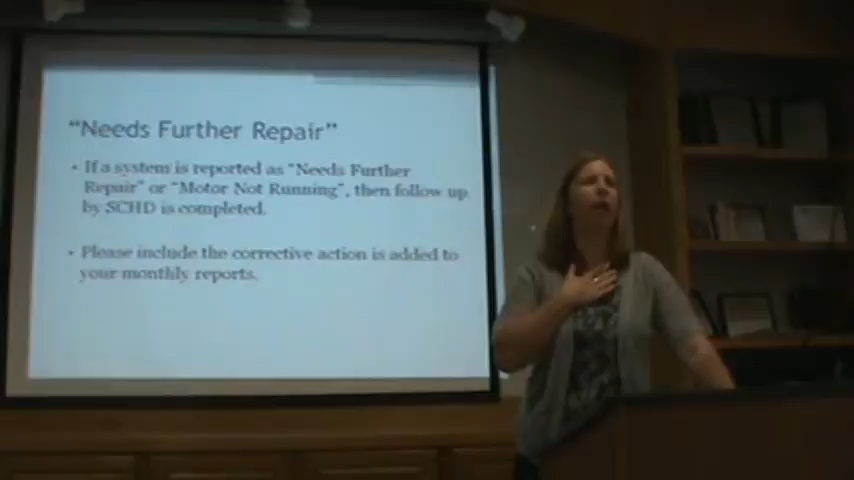 "Needs Further Repair"
• If a system is reported as "Needs Further
Repair" or "Motor Not Running", then follow up
by SCHD is completed.
• Please include the corrective action is added to
your monthly reports.